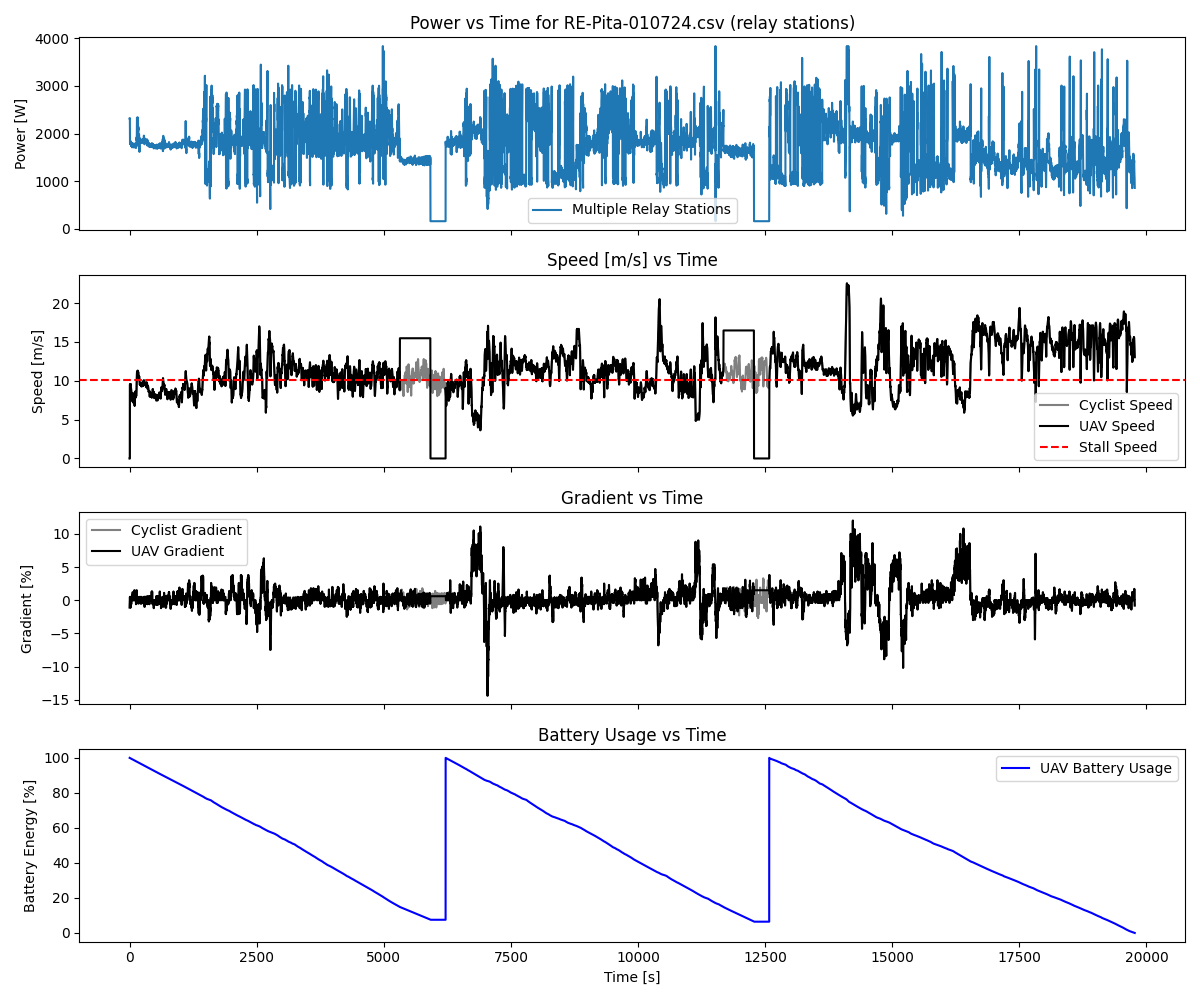 Power vs Time for RE-Pita-010724.csv (relay stations)
4000
3000
2000
1000
0
Power [W]
Multiple Relay Stations
Speed [m/s] vs Time
20
15
10
5
0
Speed [m/s]
Cyclist Speed
UAV Speed
Stall Speed
Gradient vs Time
10
5
0
−5
−10
−15
Gradient [%]
Cyclist Gradient
UAV Gradient
Battery Usage vs Time
100
80
60
40
20
0
Battery Energy [%]
UAV Battery Usage
0 2500 5000 7500 10000 12500 15000 17500 20000
Time [s]